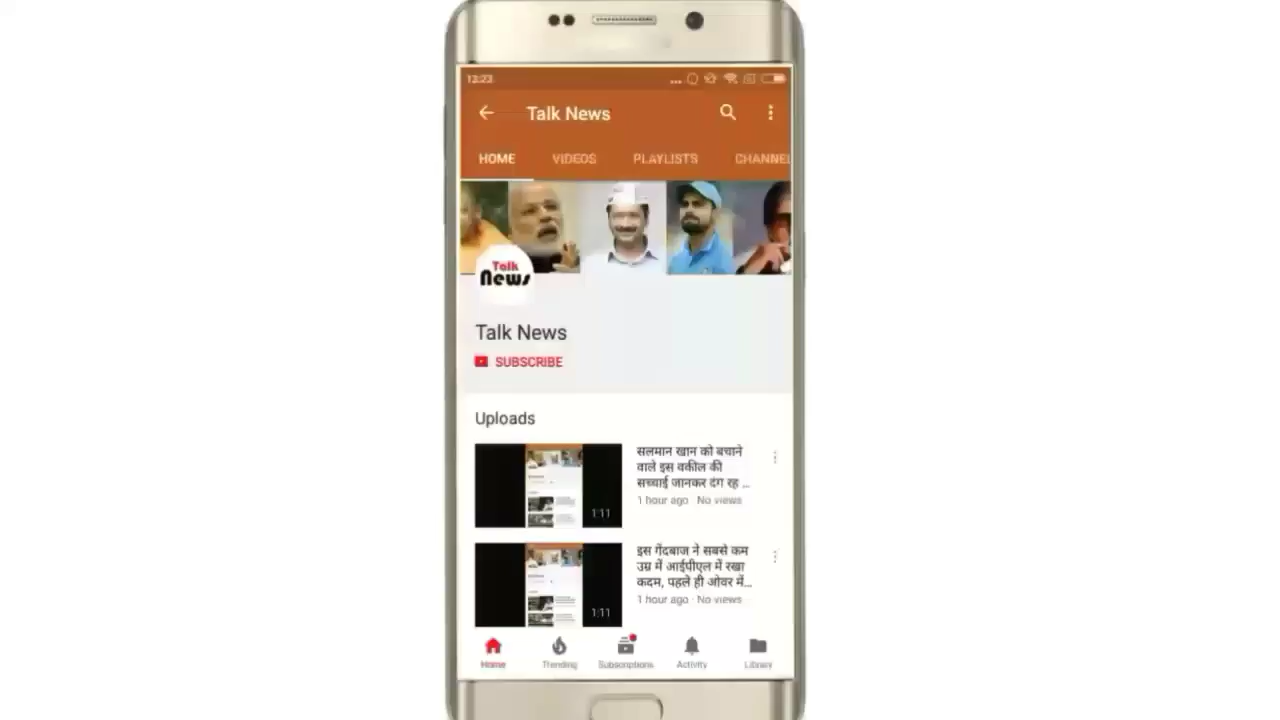 12:23
Talk News
HOME VIDEOS PLAYLISTS CHANNEL
Talk
News
Talk News
SUBSCRIBE
Uploads
सलमान खान को बचाने
वाले इस वकील की
सच्चाई जानकर दंग रह ...
1 hour ago · No views
1:11
इस गेंदबाज ने सबसे कम
उम्र में आईपीएल में रखा
कदम, पहले ही ओवर में...
1 hour ago · No views
1:11
Home Trending Subscriptions Activity Library